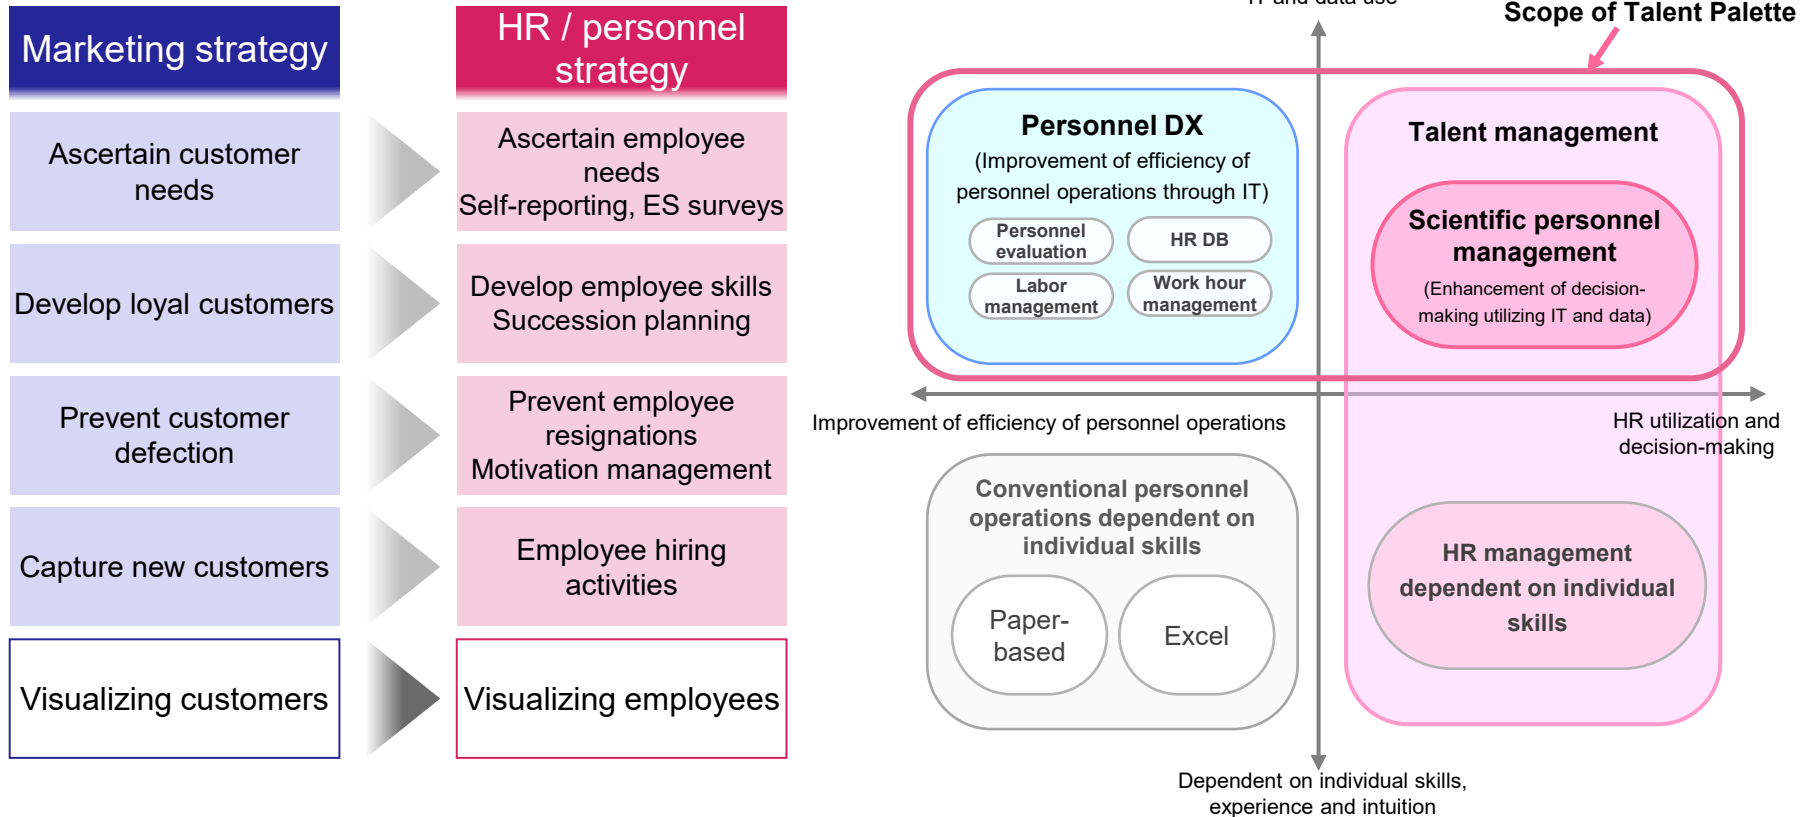 Marketing strategy
HR / personnel
strategy
Ascertain customer
needs
Ascertain employee
needs
Self-reporting, ES surveys
Develop loyal customers
Develop employee skills
Succession planning
Prevent customer
defection
Prevent employee
resignations
Motivation management
Capture new customers
Employee hiring
activities
Visualizing customers
Visualizing employees
IT and data use
Scope of Talent Palette
Personnel DX
(Improvement of efficiency of
personnel operations through IT)
Personnel
evaluation
HR DB
Labor
management
Work hour
management
Talent management
Scientific personnel
management
(Enhancement of decision-
making utilizing IT and data)
Improvement of efficiency of personnel operations
HR utilization and
decision-making
Conventional personnel
operations dependent on
individual skills
Paper-
based
Excel
HR management
dependent on individual
skills
Dependent on individual skills,
experience and intuition